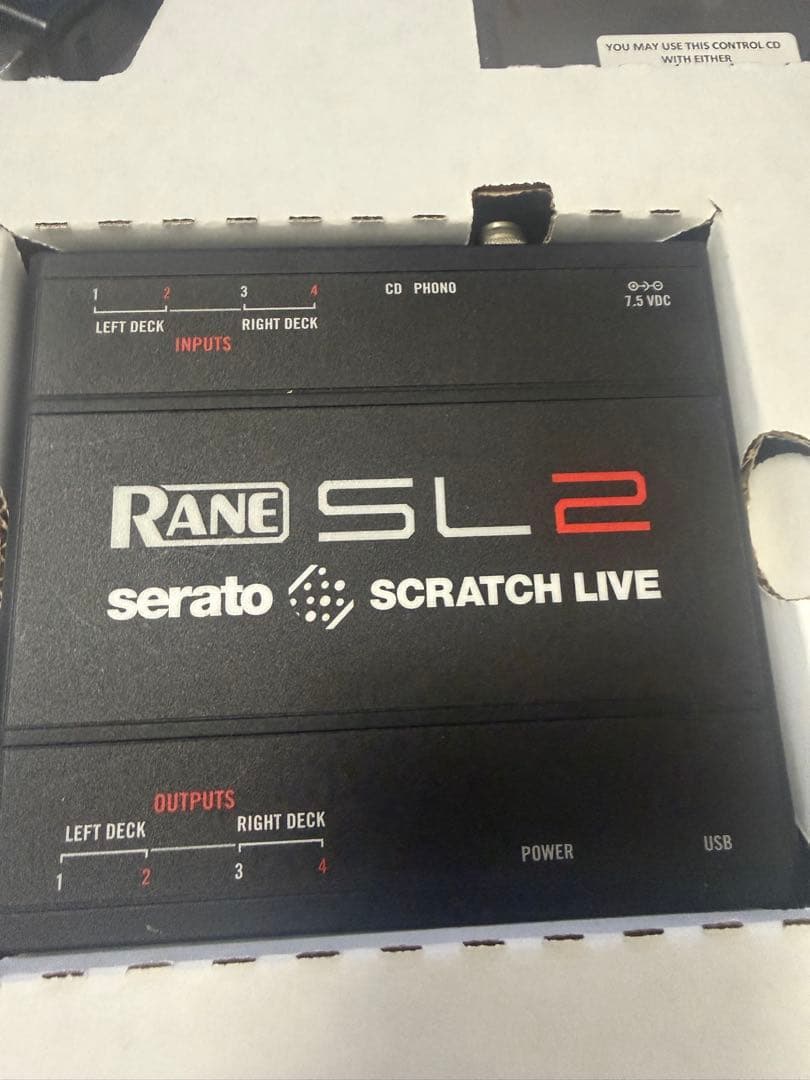 YOU MAY USE THIS CONTROL CD
WITH EITHER
1 2 3 4
LEFT DECK RIGHT DECK
INPUTS
CD PHONO
7.5 VDC
RANE SL2
serato SCRATCH LIVE
OUTPUTS
LEFT DECK RIGHT DECK
1 2 3 4
POWER
USB